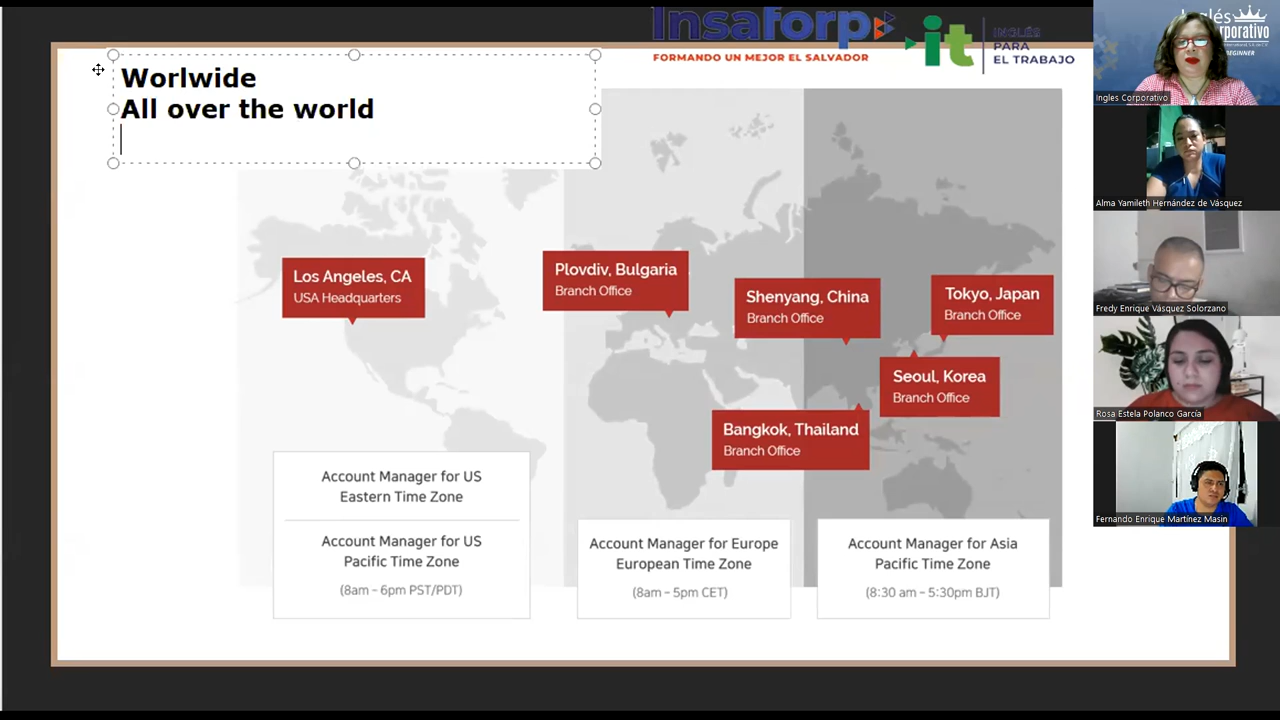 Insaforp
FORMANDO UN MEJOR EL SALVADOR
it
INGLÉS
PARA
EL TRABAJO
Worlwide
All over the world
Los Angeles, CA
USA Headquarters
Plovdiv, Bulgaria
Branch Office
Shenyang, China
Branch Office
Tokyo, Japan
Branch Office
Seoul, Korea
Branch Office
Bangkok, Thailand
Branch Office
Account Manager for US
Eastern Time Zone
Account Manager for US
Pacific Time Zone
(8am – 6pm PST/PDT)
Account Manager for Europe
European Time Zone
(8am – 5pm CET)
Account Manager for Asia
Pacific Time Zone
(8:30 am – 5:30pm BJT)
Ingles Corporativo
Alma Yamileth Hernández de Vásquez
Fredy Enrique Vásquez Solorzano
Rosa Estela Polanco García
Fernando Enrique Martínez Masin